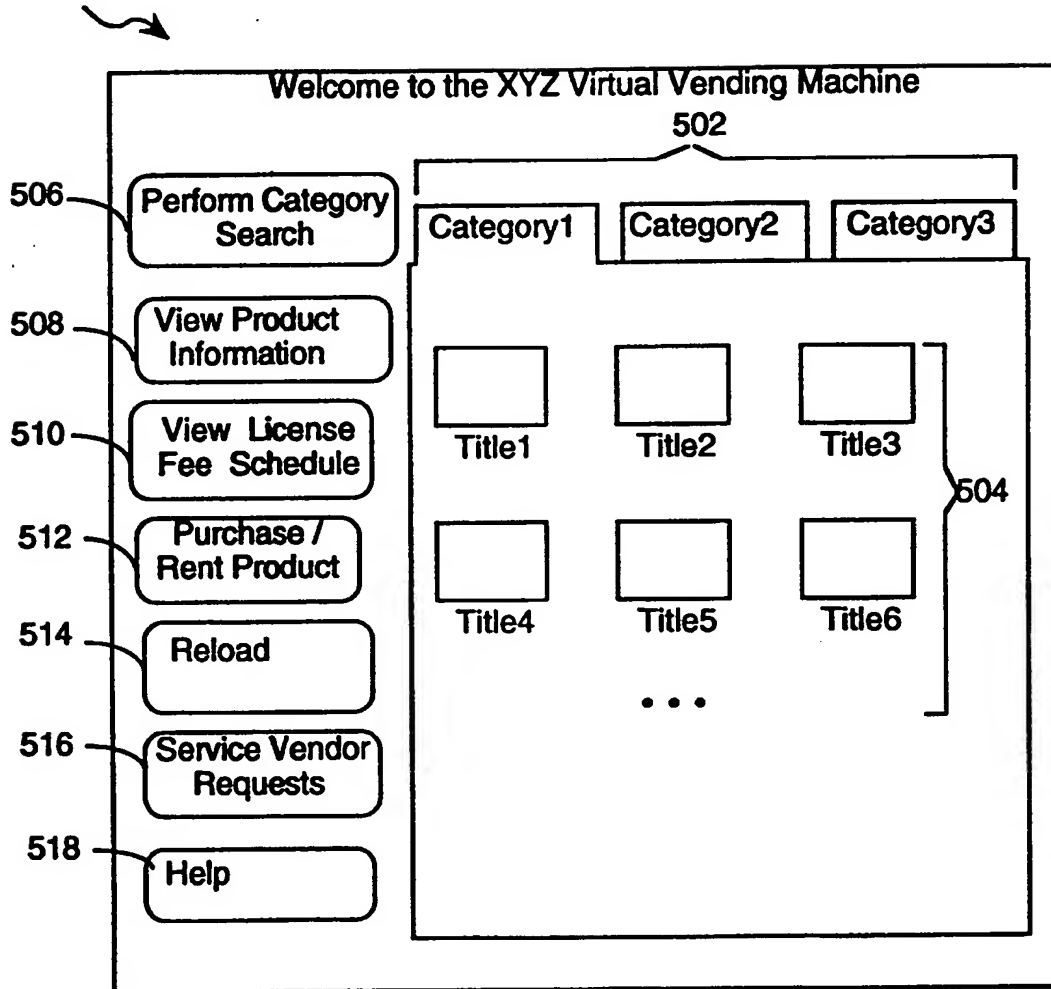 Welcome to the XYZ Virtual Vending Machine
502
506
Perform Category
Search
Category1
Category2
Category3
508
View Product
Information
510
View License
Fee Schedule
Title1
Title2
Title3
504
512
Purchase /
Rent Product
Title4
Title5
Title6
514
Reload
• • •
516
Service Vendor
Requests
518
Help